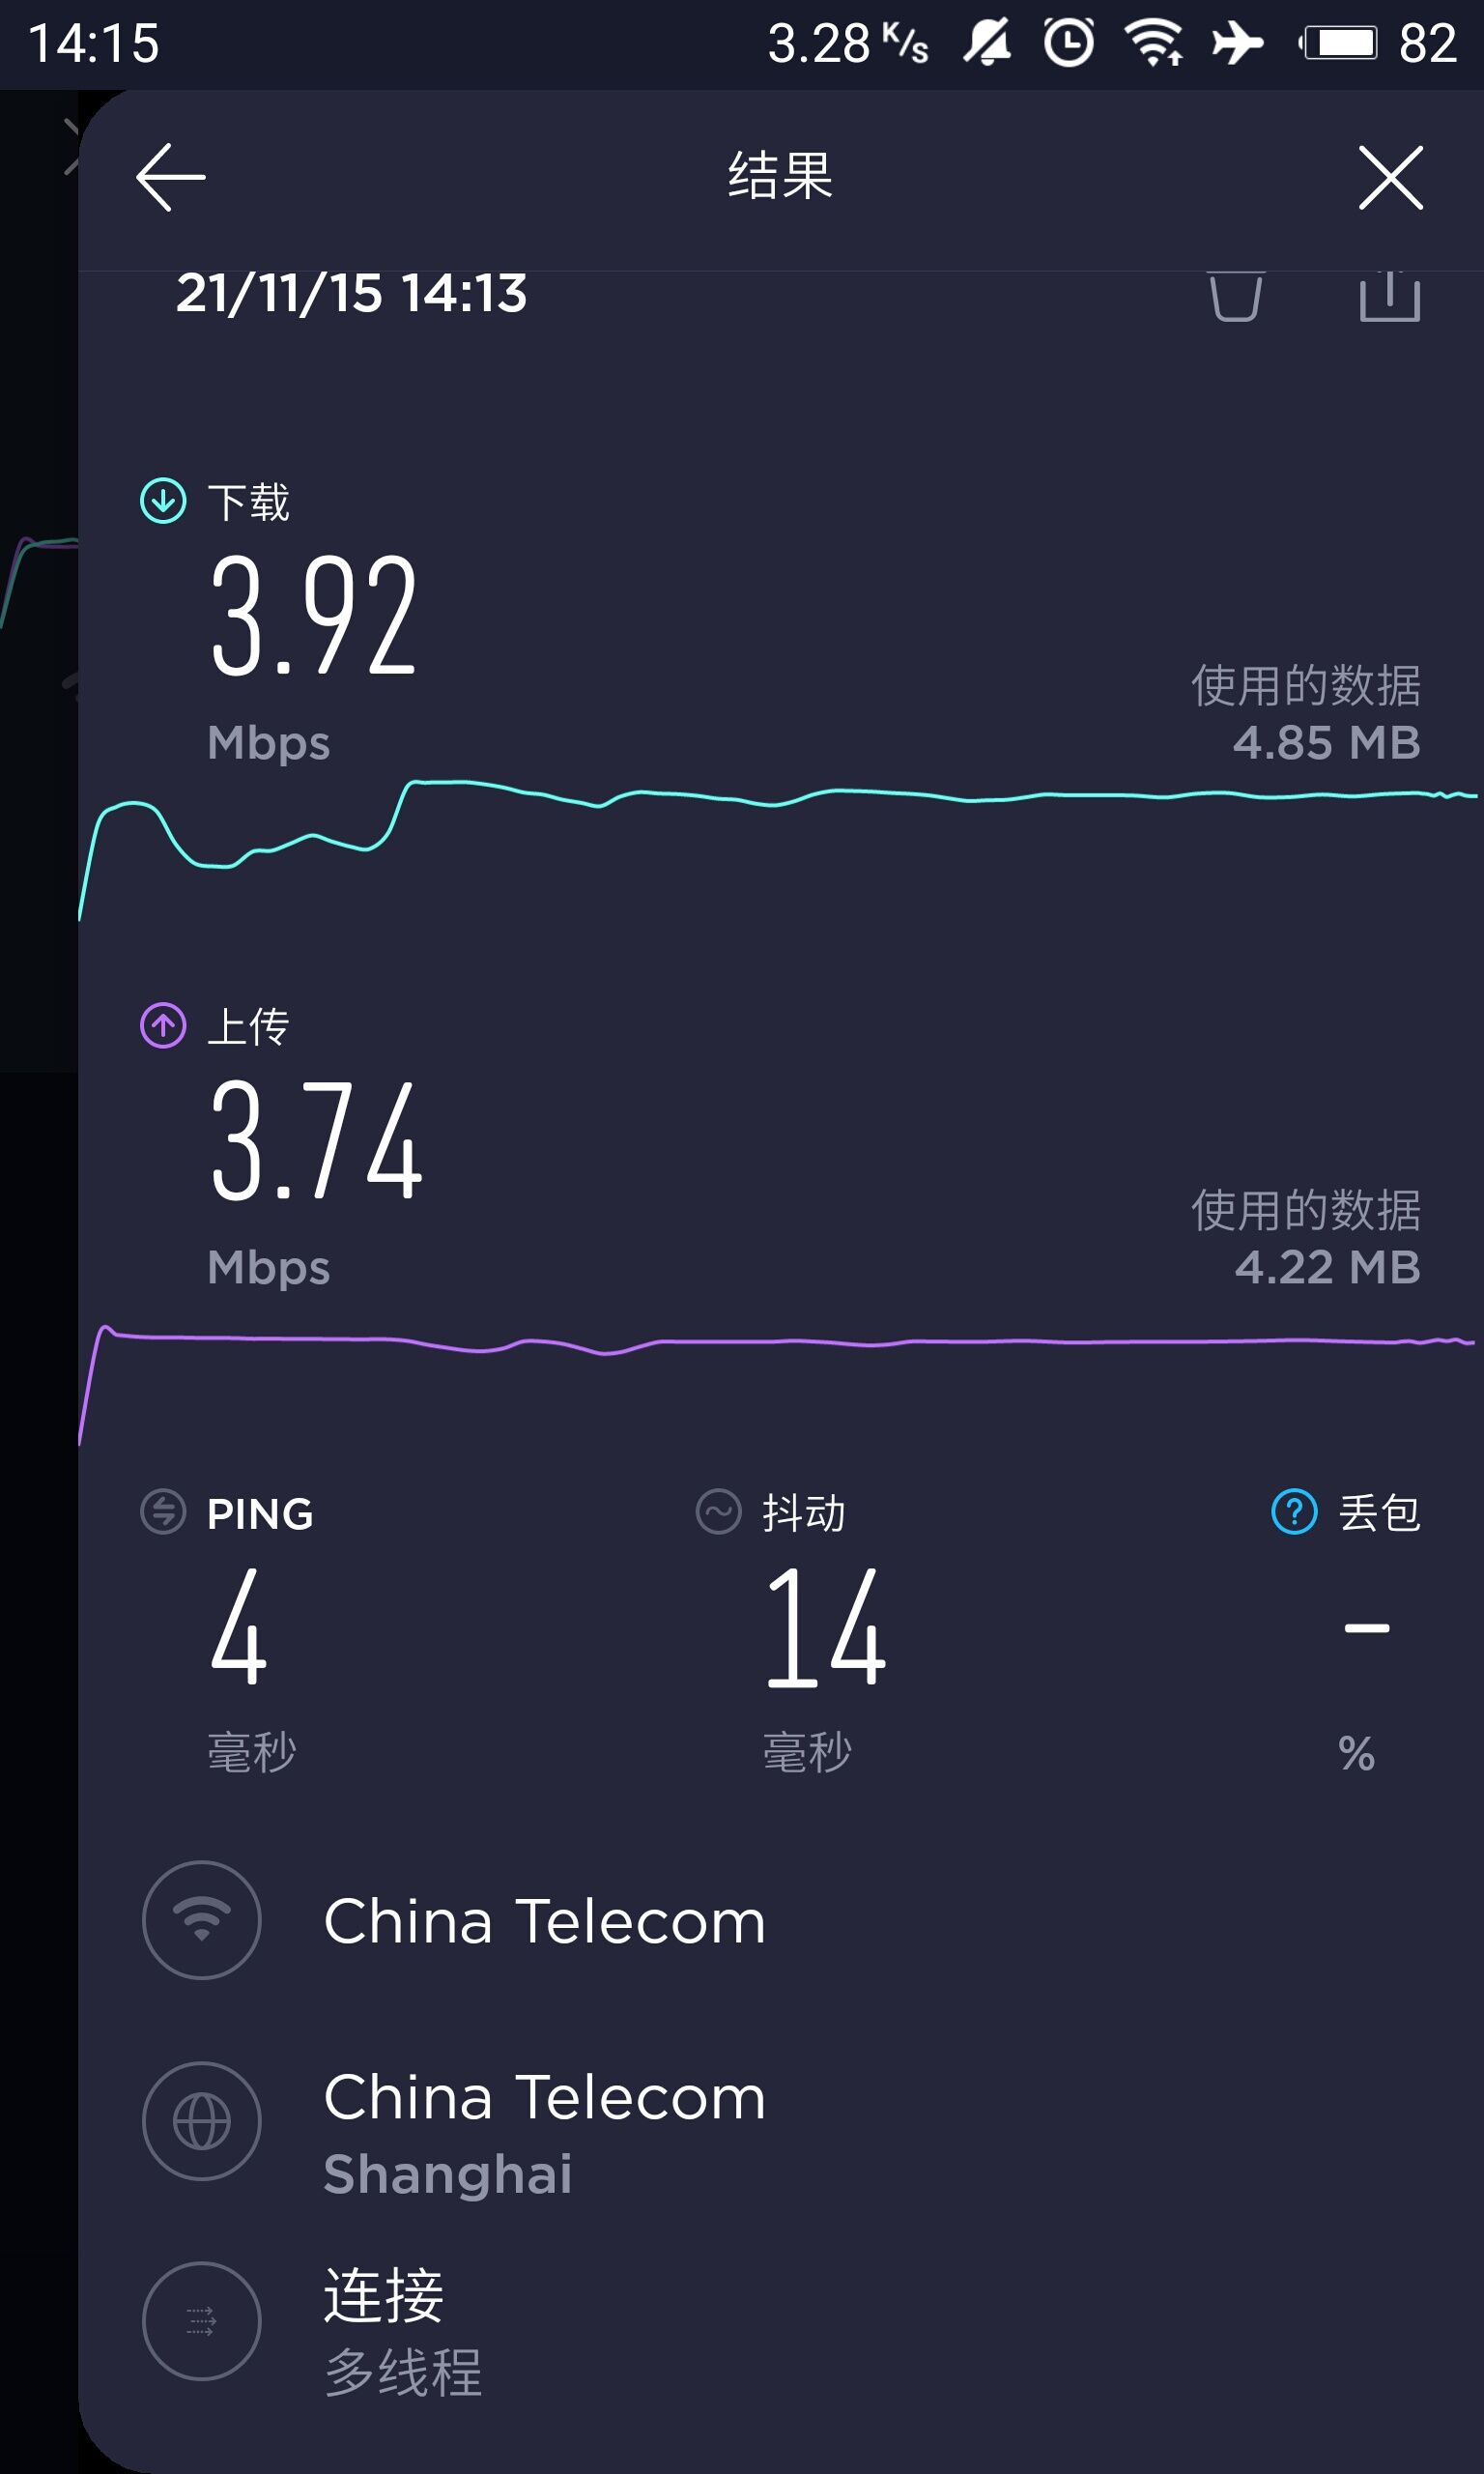 14:15
3.28 K/s 82
结果
21/11/15 14:13
下载
3.92
Mbps
使用的数据
4.85 MB
上传
3.74
Mbps
使用的数据
4.22 MB
PING
4
毫秒
抖动
14
毫秒
丢包
–
%
China Telecom
China Telecom
Shanghai
连接
多线程